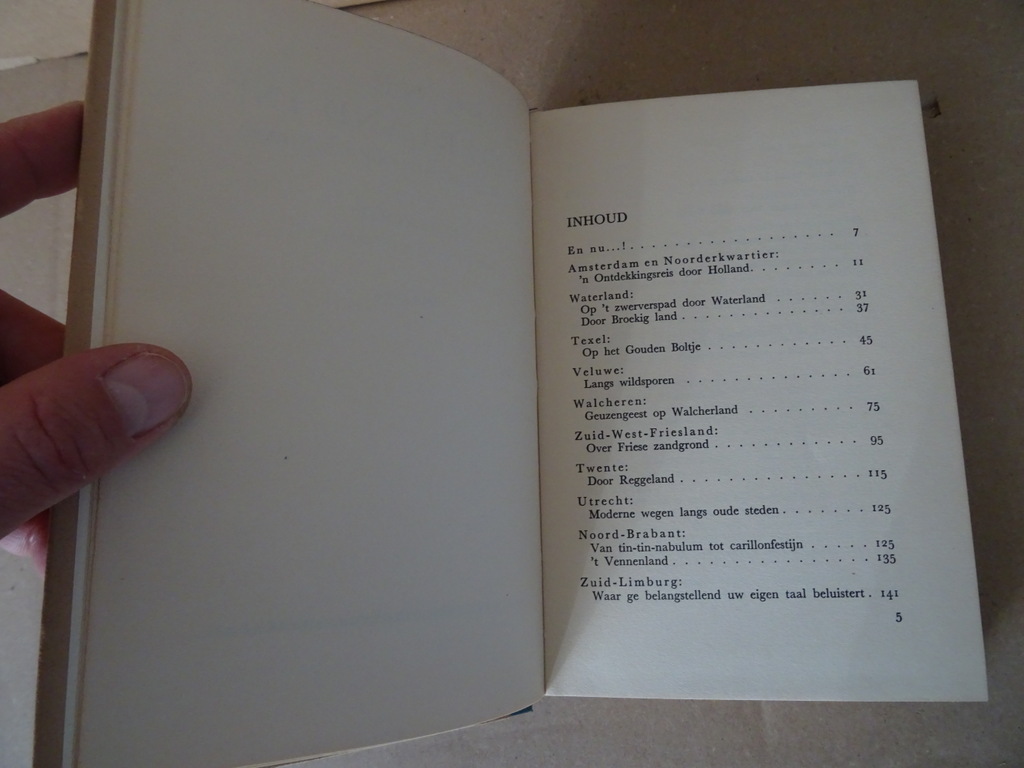 INHOUD
En nu...! . . . . . . . . . . . . . . . . . . . 7
Amsterdam en Noorderkwartier:
'n Ontdekkingsreis door Holland. . . . . . . . 11
Waterland:
Op 't zwerverspad door Waterland . . . . . . 31
Door Broekig land . . . . . . . . . . . . . . . 37
Texel:
Op het Gouden Boltje . . . . . . . . . . . . . 45
Veluwe:
Langs wildsporen . . . . . . . . . . . . . . . 61
Walcheren:
Geuzengeest op Walcherland . . . . . . . . . 75
Zuid-West-Friesland:
Over Friese zandgrond . . . . . . . . . . . . 95
Twente:
Door Reggeland . . . . . . . . . . . . . . . 115
Utrecht:
Moderne wegen langs oude steden . . . . . . . 125
Noord-Brabant:
Van tin-tin-nabulum tot carillonfestijn . . . . . 125
't Vennenland . . . . . . . . . . . . . . . . 135
Zuid-Limburg:
Waar ge belangstellend uw eigen taal beluistert . 141
5